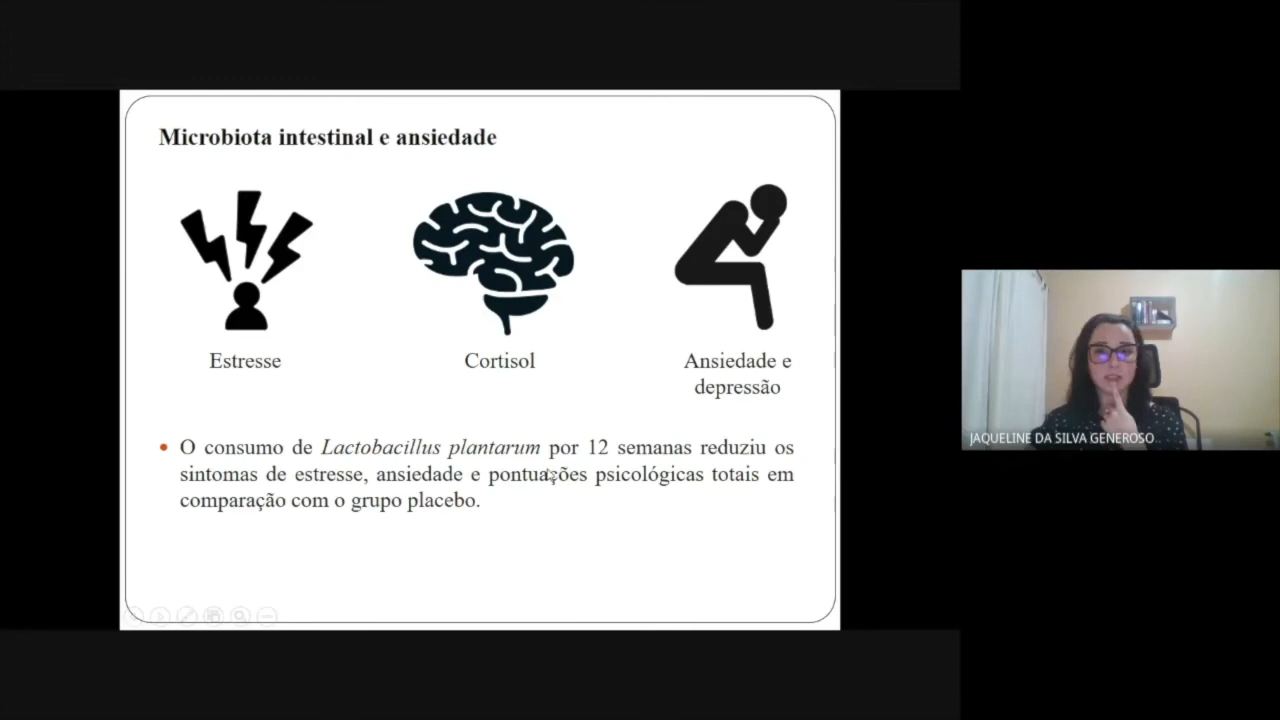 Microbiota intestinal e ansiedade
Estresse
Cortisol
Ansiedade e
depressão
O consumo de Lactobacillus plantarum por 12 semanas reduziu os
sintomas de estresse, ansiedade e pontuações psicológicas totais em
comparação com o grupo placebo.
JAQUELINE DA SILVA GENEROSO